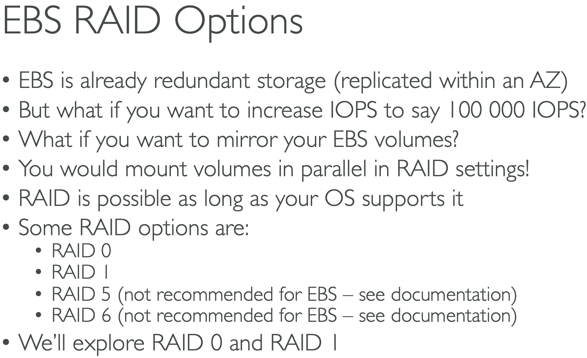 EBS RAID Options
• EBS is already redundant storage (replicated within an AZ)
• But what if you want to increase IOPS to say 100 000 IOPS?
• What if you want to mirror your EBS volumes?
• You would mount volumes in parallel in RAID settings!
• RAID is possible as long as your OS supports it
• Some RAID options are:
• RAID 0
• RAID 1
• RAID 5 (not recommended for EBS – see documentation)
• RAID 6 (not recommended for EBS – see documentation)
• We'll explore RAID 0 and RAID 1